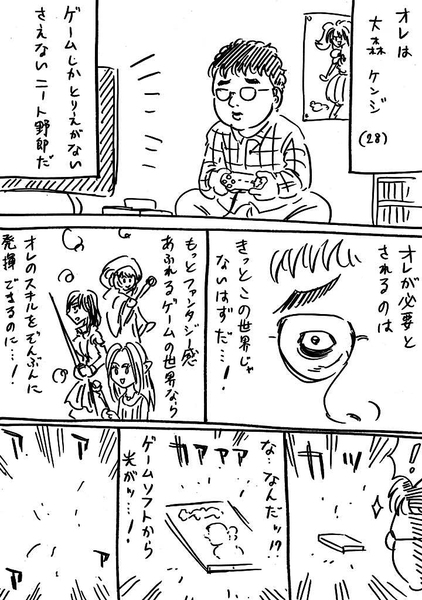 オレは
大森 ケンジ
(28)
ゲームしかとりえがない
さえないニート野郎だ
オレが必要と
されるのは
きっとこの世界じゃ
ないはずだ…!
もっとファンタジー感
あふれるゲームの世界なら
オレのスキルをぞんぶんに
発揮できるのに…!
!
カッ
な…なんだッ!?
カァァァ
ゲームソフトから
光がッ…!
ァ
ァ
ァ
ァ